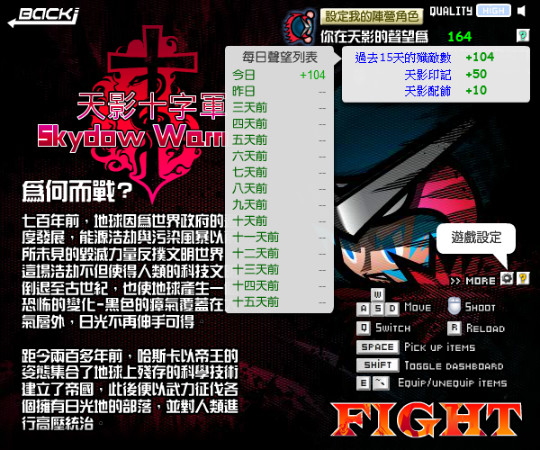 BACK
QUALITY HIGH
設定我的陣營角色
你在天影的聲望為 164
每日聲望列表
今日 +104
昨日 --
三天前 --
四天前 --
五天前 --
六天前 --
七天前 --
八天前 --
九天前 --
十天前 --
十一天前 --
十二天前 --
十三天前 --
十四天前 --
十五天前 --
過去15天的殲敵數 +104
天影印記 +50
天影配飾 +10
天影十字軍
Skydow Warr
為何而戰?
七百年前，地球因為世界政府的
度發展，能源浩劫與污染風暴以
所未見的毀滅力量反撲文明世界
這場浩劫不但使得人類的科技文
倒退至古世紀，也使地球產生一
恐怖的變化-黑色的瘴氣覆蓋在
氣層外，日光不再伸手可得。
距今兩百多年前，哈斯卡以帝王的
姿態集合了地球上殘存的科學技術
建立了帝國，此後便以武力征伐各
個擁有日光地的部落，並對人類進
行高壓統治。
遊戲設定
>> MORE ?
W
A S D Move Shoot
Q Switch R Reload
SPACE Pick up items
SHIFT Toggle dashboard
E Equip/unequip items
FIGHT